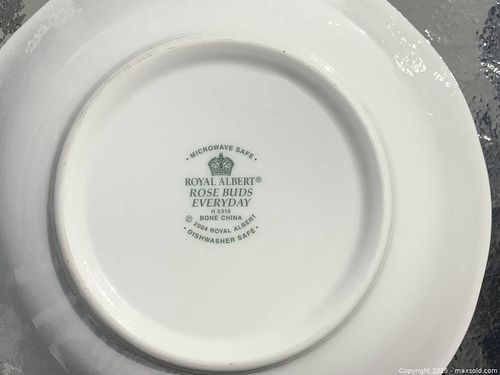 • MICROWAVE SAFE •
ROYAL ALBERT®
ROSE BUDS
EVERYDAY
H 5315
BONE CHINA
© 2004 ROYAL ALBERT
• DISHWASHER SAFE •
Copyright 2019 - maxsold.com